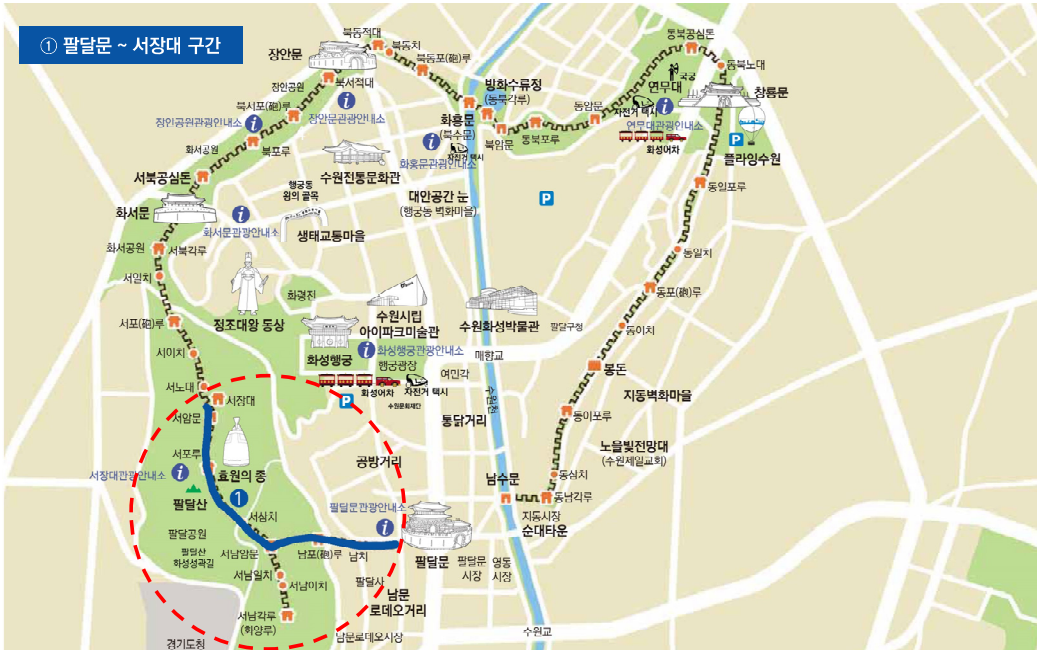 ① 팔달문 ~ 서장대 구간
북동적대
장안문
북동치
북동포(砲)루
장안공원
북서적대
북서포(砲)루
장안문관광안내소
장안공원관광안내소
화서공원
북포루
서북공심돈
수원전통문화관
화홍문
(북수문)
자전거 택시
화홍문관광안내소
방화수류정
(동북각루)
북암문
동북포루
동암문
동북공심돈
국궁
연무대
동북노대
창룡문
자전거 택시
연무대관광안내소
화성어차
P
플라잉수원
화서문
행궁동
왕의 골목
화서문관광안내소
생태교통마을
대안공간 눈
(행궁동 벽화마을)
P
동일포루
화서공원
서북각루
서일치
정조대왕 동상
화령전
동일치
서포(砲)루
수원시립
아이파크미술관
수원화성박물관
팔달구청
동포(砲)루
동이치
서이치
화성행궁
화성행궁관광안내소
행궁광장
매향교
여민각
봉돈
화성어차
자전거 택시
수원문화재단
P
서노대
서장대
서암문
수원천
통닭거리
지동벽화마을
동이포루
서포루
효원의 종
공방거리
노을빛전망대
(수원제일교회)
서장대관광안내소
팔달산
1
서삼치
팔달문관광안내소
남수문
동삼치
동남각루
지동시장
순대타운
팔달공원
팔달산
화성성곽길
서남암문
남포(砲)루
남치
팔달문
팔달문
시장
영동
시장
서남일치
서남이치
팔달사
남문
로데오거리
서남각루
(화양루)
경기도청
남문로데오시장
수원교